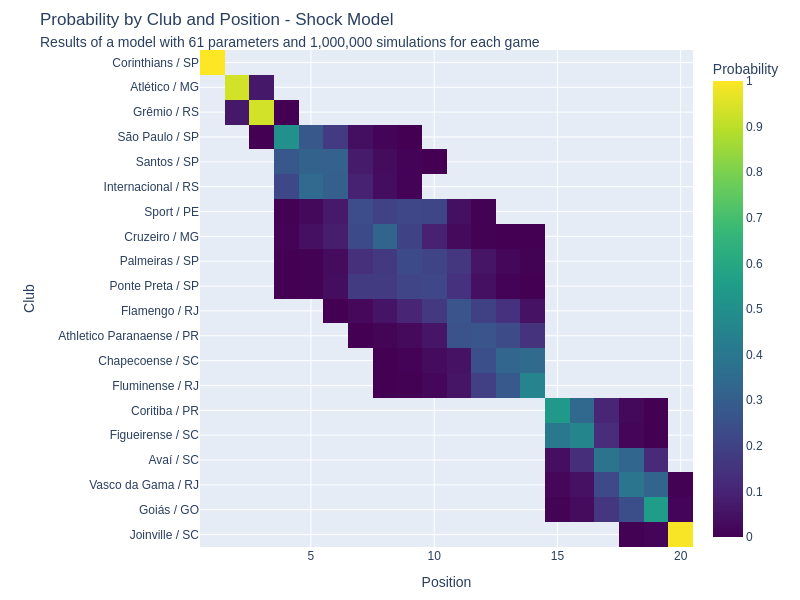 Probability by Club and Position - Shock Model
Results of a model with 61 parameters and 1,000,000 simulations for each game
Corinthians / SP
Atlético / MG
Grêmio / RS
São Paulo / SP
Santos / SP
Internacional / RS
Sport / PE
Cruzeiro / MG
Palmeiras / SP
Ponte Preta / SP
Flamengo / RJ
Athletico Paranaense / PR
Chapecoense / SC
Fluminense / RJ
Coritiba / PR
Figueirense / SC
Avaí / SC
Vasco da Gama / RJ
Goiás / GO
Joinville / SC
Club
5
10
15
20
Position
Probability
1
0.9
0.8
0.7
0.6
0.5
0.4
0.3
0.2
0.1
0